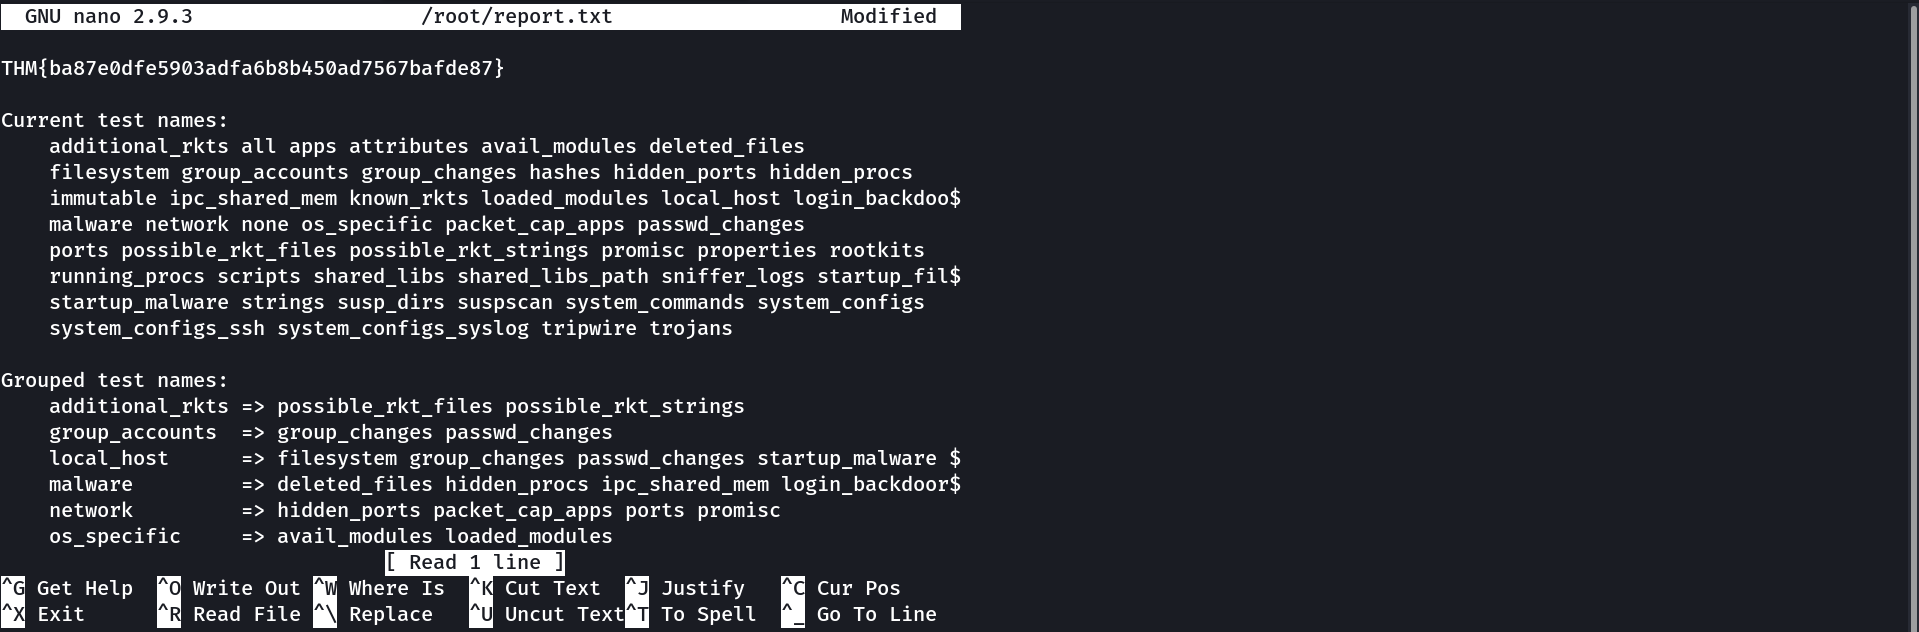 GNU nano 2.9.3 /root/report.txt Modified
THM{ba87e0dfe5903adfa6b8b450ad7567bafde87}
Current test names:
additional_rkts all apps attributes avail_modules deleted_files
filesystem group_accounts group_changes hashes hidden_ports hidden_procs
immutable ipc_shared_mem known_rkts loaded_modules local_host login_backdoo$
malware network none os_specific packet_cap_apps passwd_changes
ports possible_rkt_files possible_rkt_strings promisc properties rootkits
running_procs scripts shared_libs shared_libs_path sniffer_logs startup_fil$
startup_malware strings susp_dirs suspscan system_commands system_configs
system_configs_ssh system_configs_syslog tripwire trojans
Grouped test names:
additional_rkts => possible_rkt_files possible_rkt_strings
group_accounts => group_changes passwd_changes
local_host => filesystem group_changes passwd_changes startup_malware $
malware => deleted_files hidden_procs ipc_shared_mem login_backdoor$
network => hidden_ports packet_cap_apps ports promisc
os_specific => avail_modules loaded_modules
[ Read 1 line ]
^G Get Help ^O Write Out ^W Where Is ^K Cut Text ^J Justify ^C Cur Pos
^X Exit ^R Read File ^\ Replace ^U Uncut Text^T To Spell ^_ Go To Line